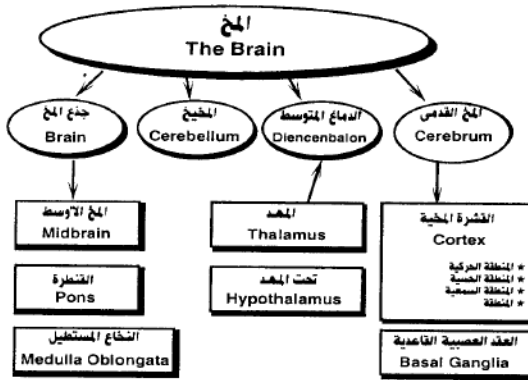 المخ
The Brain
جذع المخ
Brain
المخيخ
Cerebellum
الدماغ المتوسط
Diencenbalon
المخ القدمى
Cerebrum
المخ الأوسط
Midbrain
القنطرة
Pons
النخاع المستطيل
Medulla Oblongata
المهد
Thalamus
تحت المهد
Hypothalamus
القشرة المخية
Cortex
* المنطقة الحركية
* المنطقة الحسية
* المنطقة السمعية
* المنطقة
العقد العصبية القاعدية
Basal Ganglia